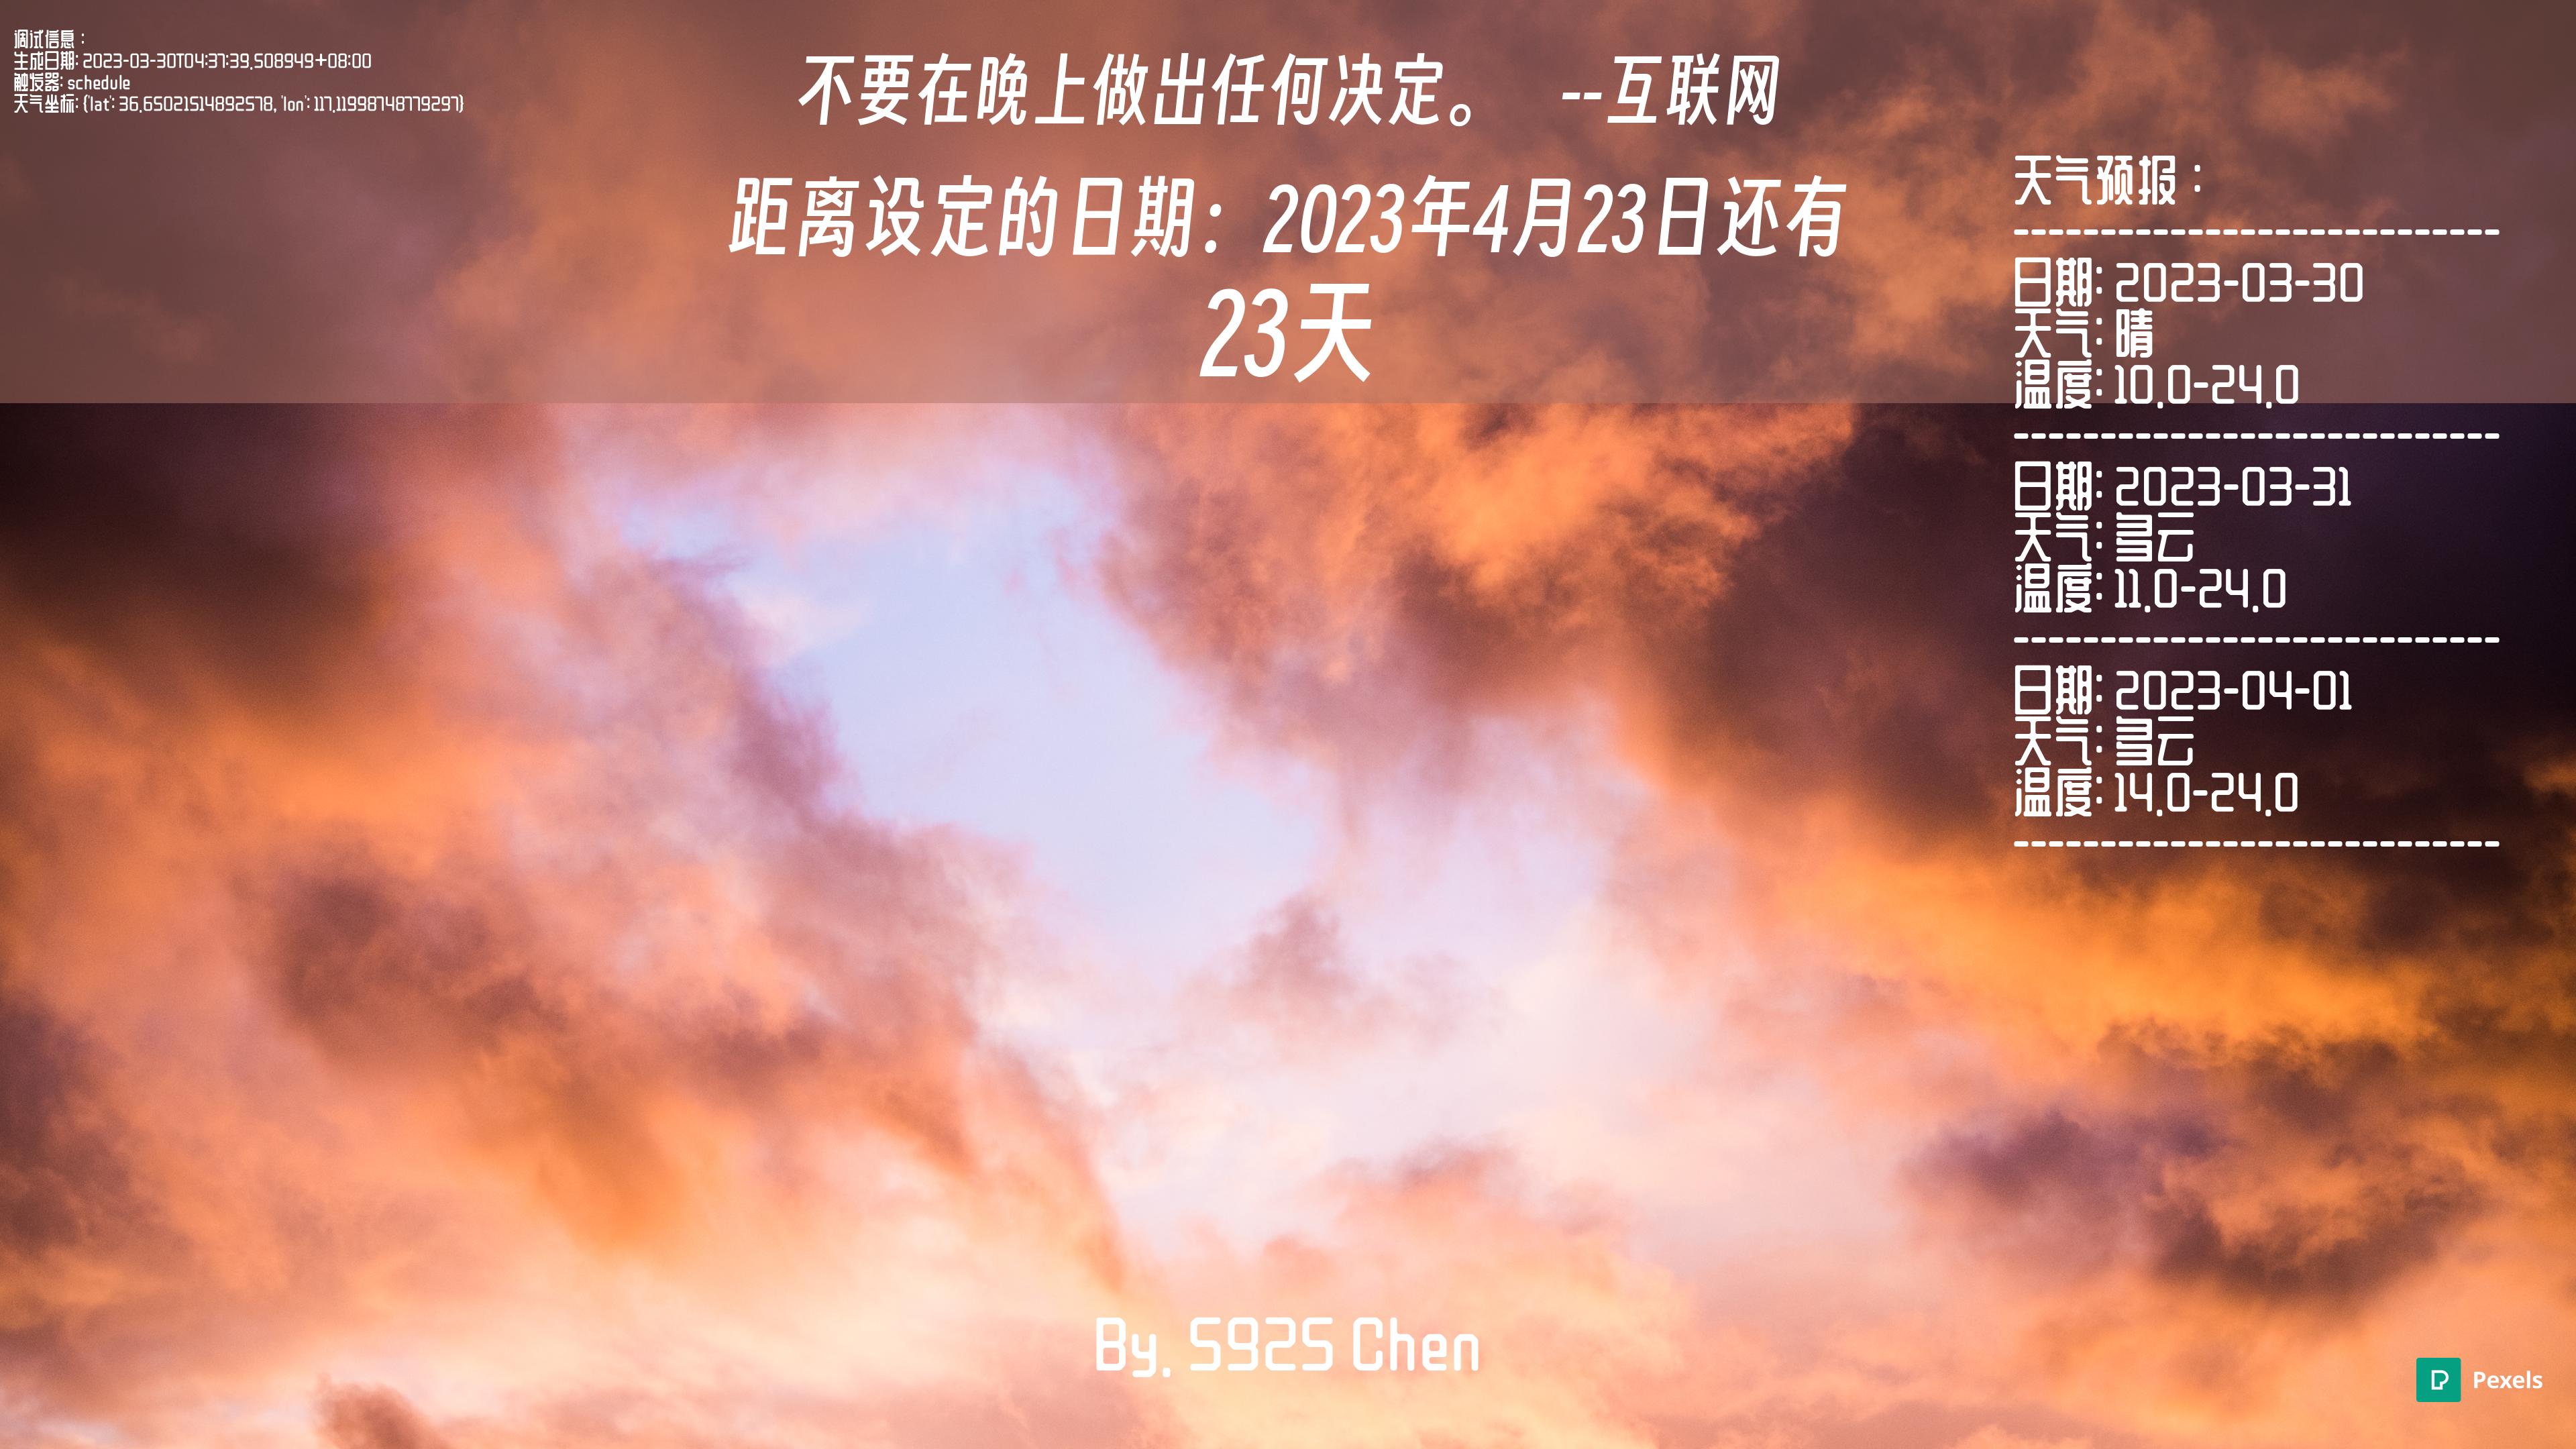 调试信息：
生成日期: 2023-03-30T04:37:39.508949+08:00
触发器: schedule
天气坐标: {'lat': 36.65021514892578, 'lon': 117.11998748779297}
不要在晚上做出任何决定。 --互联网
距离设定的日期：2023年4月23日还有
23天
天气预报：
----------------------------
日期: 2023-03-30
天气: 晴
温度: 10.0-24.0
----------------------------
日期: 2023-03-31
天气: 多云
温度: 11.0-24.0
----------------------------
日期: 2023-04-01
天气: 多云
温度: 14.0-24.0
----------------------------
By. 5925 Chen
Pexels